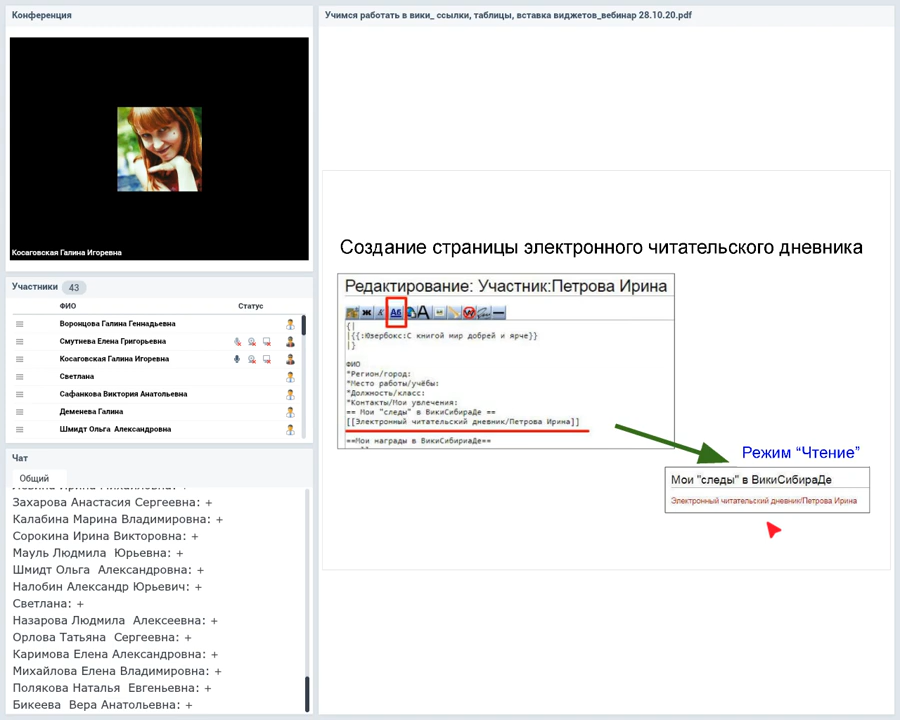 Конференция
Косаговская Галина Игоревна
Участники 43
ФИО Статус
Воронцова Галина Геннадьевна
Смутнева Елена Григорьевна
Косаговская Галина Игоревна
Светлана
Сафанкова Виктория Анатольевна
Деменева Галина
Шмидт Ольга Александровна
Чат
Общий
Захарова Анастасия Сергеевна: +
Калабина Марина Владимировна: +
Сорокина Ирина Викторовна: +
Мауль Людмила Юрьевна: +
Шмидт Ольга Александровна: +
Налобин Александр Юрьевич: +
Светлана: +
Назарова Людмила Алексеевна: +
Орлова Татьяна Сергеевна: +
Каримова Елена Александровна: +
Михайлова Елена Владимировна: +
Полякова Наталья Евгеньевна: +
Бикеева Вера Анатольевна: +
Учимся работать в вики_ ссылки, таблицы, вставка виджетов_вебинар 28.10.20.pdf
Создание страницы электронного читательского дневника
Редактирование: Участник:Петрова Ирина
Ж К Аб A
{|
|{{:Юзербокс:С книгой мир добрей и ярче}}
|}
ФИО
*Регион/город:
*Место работы/учёбы:
*Должность/класс:
*Контакты/Мои увлечения:
== Мои "следы" в ВикиСибираДе ==
[[Электронный читательский дневник/Петрова Ирина]]
==Мои награды в ВикиСибириаДе==
Режим “Чтение”
Мои "следы" в ВикиСибираДе
Электронный читательский дневник/Петрова Ирина